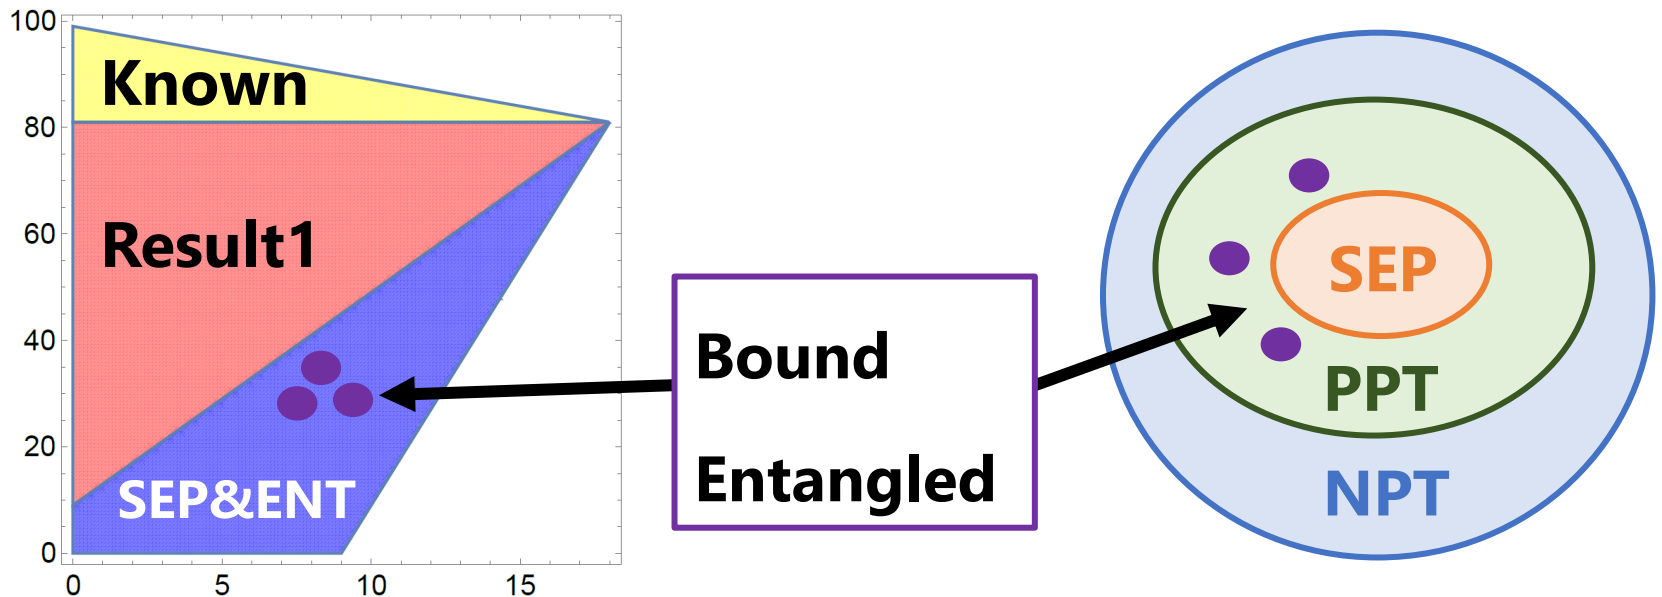 100
80
60
40
20
0
0 5 10 15
Known
Result1
SEP&ENT
Bound
Entangled
SEP
PPT
NPT